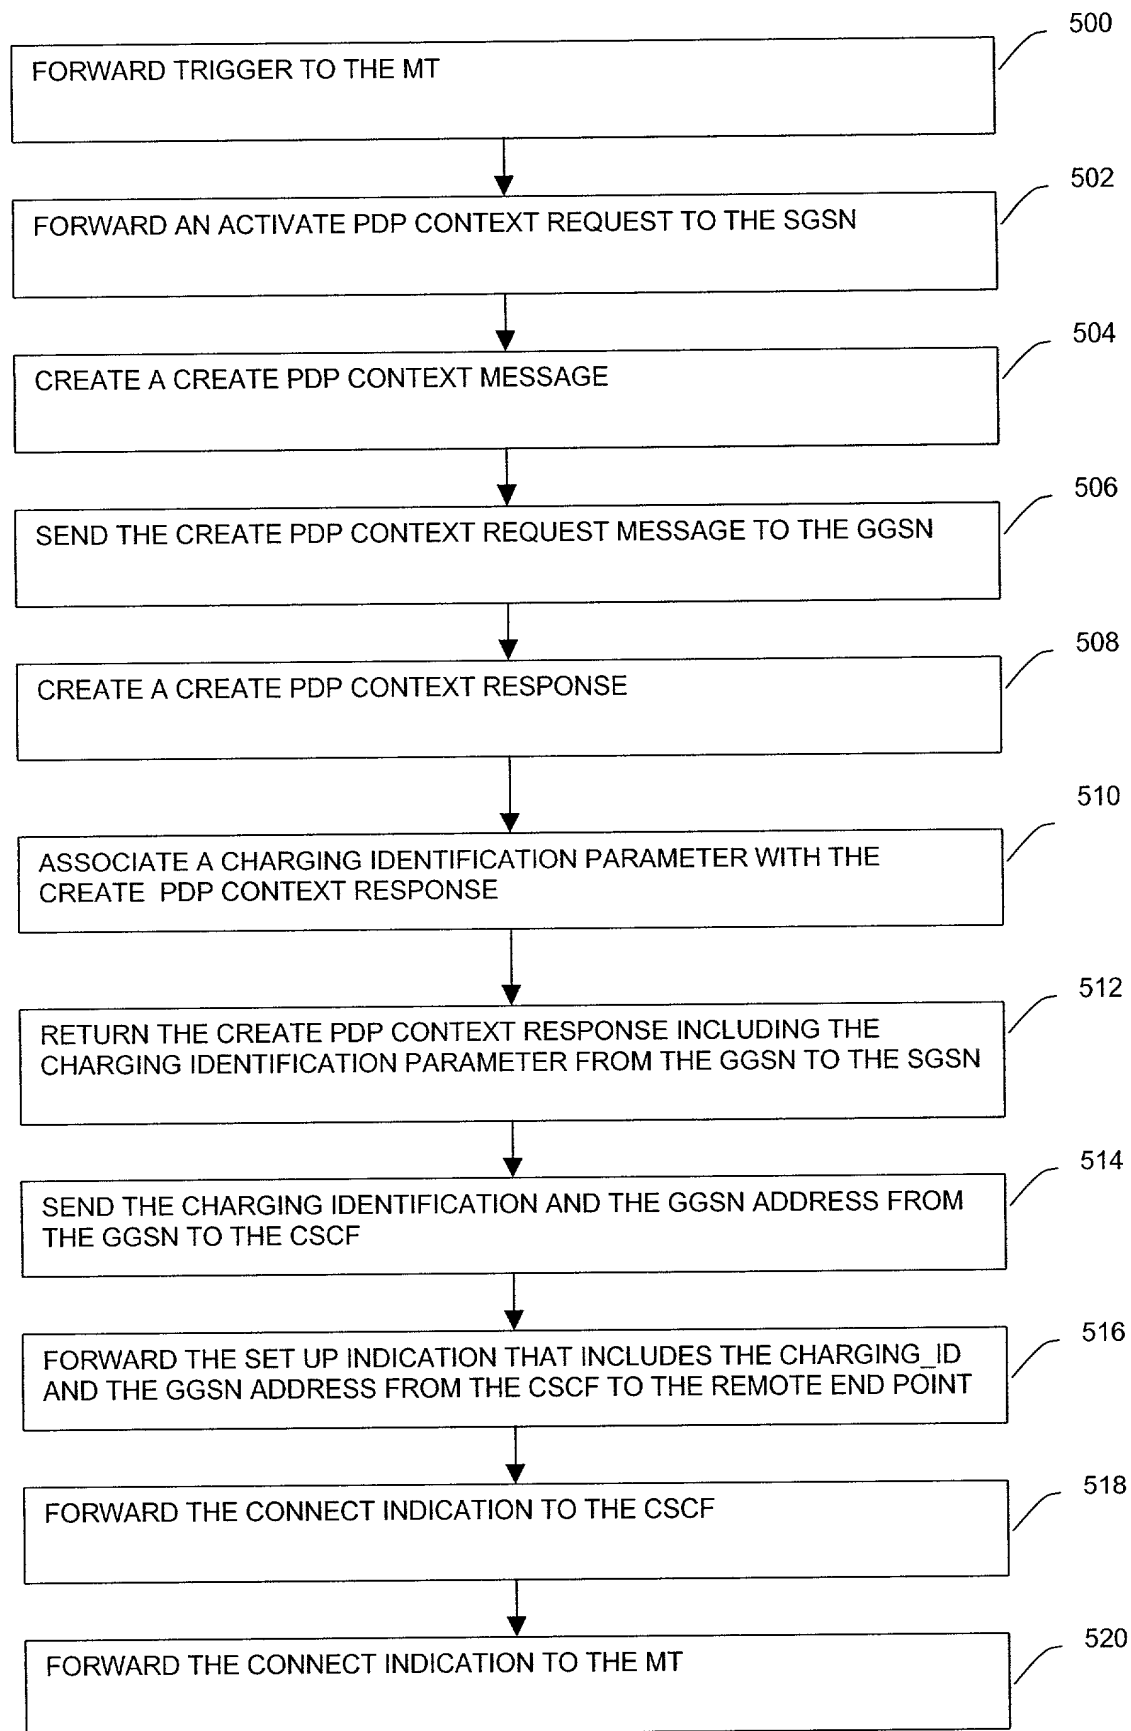 500
FORWARD TRIGGER TO THE MT
502
FORWARD AN ACTIVATE PDP CONTEXT REQUEST TO THE SGSN
504
CREATE A CREATE PDP CONTEXT MESSAGE
506
SEND THE CREATE PDP CONTEXT REQUEST MESSAGE TO THE GGSN
508
CREATE A CREATE PDP CONTEXT RESPONSE
510
ASSOCIATE A CHARGING IDENTIFICATION PARAMETER WITH THE
CREATE PDP CONTEXT RESPONSE
512
RETURN THE CREATE PDP CONTEXT RESPONSE INCLUDING THE
CHARGING IDENTIFICATION PARAMETER FROM THE GGSN TO THE SGSN
514
SEND THE CHARGING IDENTIFICATION AND THE GGSN ADDRESS FROM
THE GGSN TO THE CSCF
516
FORWARD THE SET UP INDICATION THAT INCLUDES THE CHARGING_ID
AND THE GGSN ADDRESS FROM THE CSCF TO THE REMOTE END POINT
518
FORWARD THE CONNECT INDICATION TO THE CSCF
520
FORWARD THE CONNECT INDICATION TO THE MT